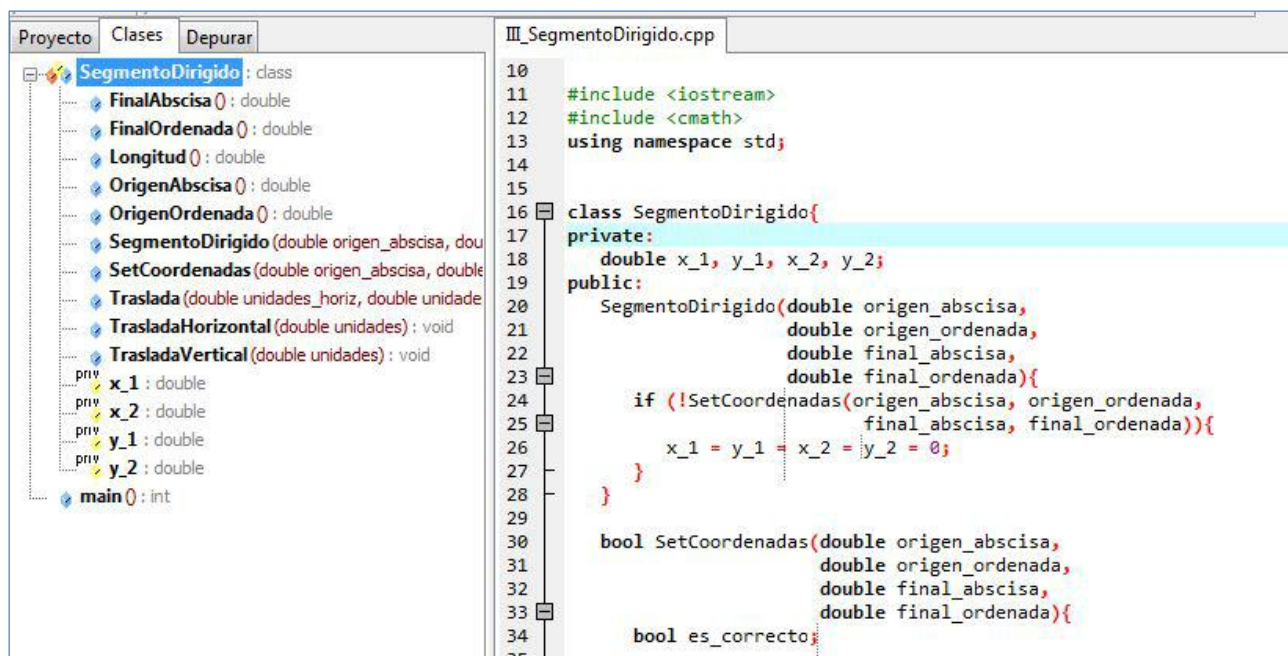 Proyecto Clases Depurar
SegmentoDirigido : class
FinalAbscisa () : double
FinalOrdenada () : double
Longitud () : double
OrigenAbscisa () : double
OrigenOrdenada () : double
SegmentoDirigido (double origen_abscisa, dou
SetCoordenadas (double origen_abscisa, double
Traslada (double unidades_horiz, double unidade
TrasladaHorizontal (double unidades) : void
TrasladaVertical (double unidades) : void
priv x_1 : double
priv x_2 : double
priv y_1 : double
priv y_2 : double
main () : int
III_SegmentoDirigido.cpp
10
11 #include <iostream>
12 #include <cmath>
13 using namespace std;
14
15
16 class SegmentoDirigido{
17 private:
18 double x_1, y_1, x_2, y_2;
19 public:
20 SegmentoDirigido(double origen_abscisa,
21 double origen_ordenada,
22 double final_abscisa,
23 double final_ordenada){
24 if (!SetCoordenadas(origen_abscisa, origen_ordenada,
25 final_abscisa, final_ordenada)){
26 x_1 = y_1 = x_2 = y_2 = 0;
27 }
28 }
29
30 bool SetCoordenadas(double origen_abscisa,
31 double origen_ordenada,
32 double final_abscisa,
33 double final_ordenada){
34 bool es_correcto;